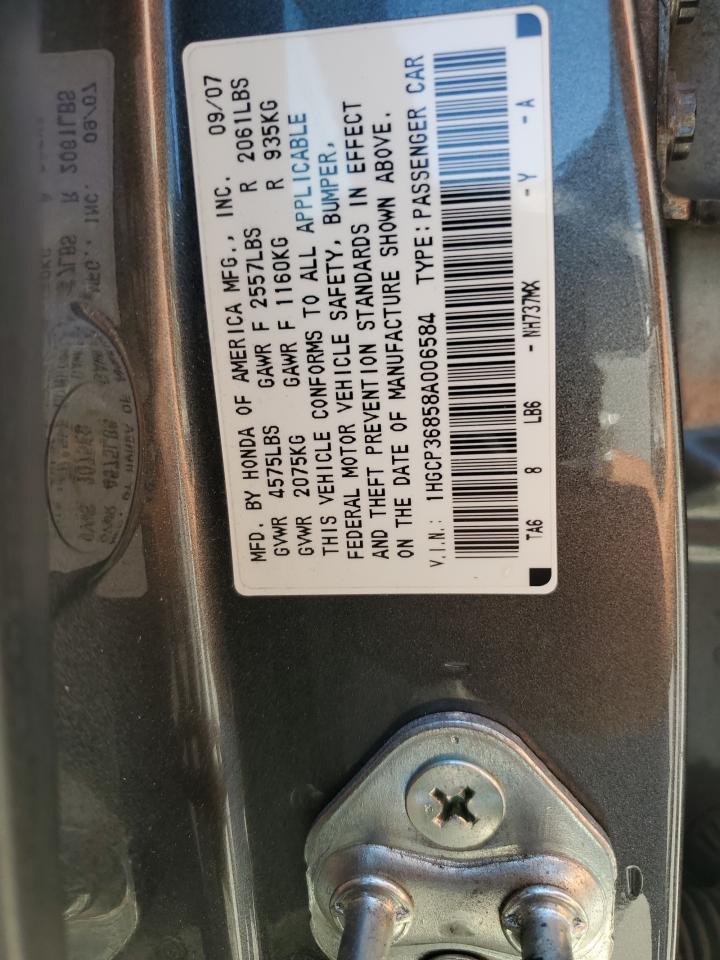 MFD. BY HONDA OF AMERICA MFG., INC. 09/07
GVWR 4575LBS GAWR F 2557LBS R 2061LBS
GVWR 2075KG GAWR F 1160KG R 935KG
THIS VEHICLE CONFORMS TO ALL APPLICABLE
FEDERAL MOTOR VEHICLE SAFETY, BUMPER,
AND THEFT PREVENTION STANDARDS IN EFFECT
ON THE DATE OF MANUFACTURE SHOWN ABOVE.
V.I.N.: 1HGCP36858A006584 TYPE: PASSENGER CAR
TA6 8 LB6 - NH737MX - Y - A